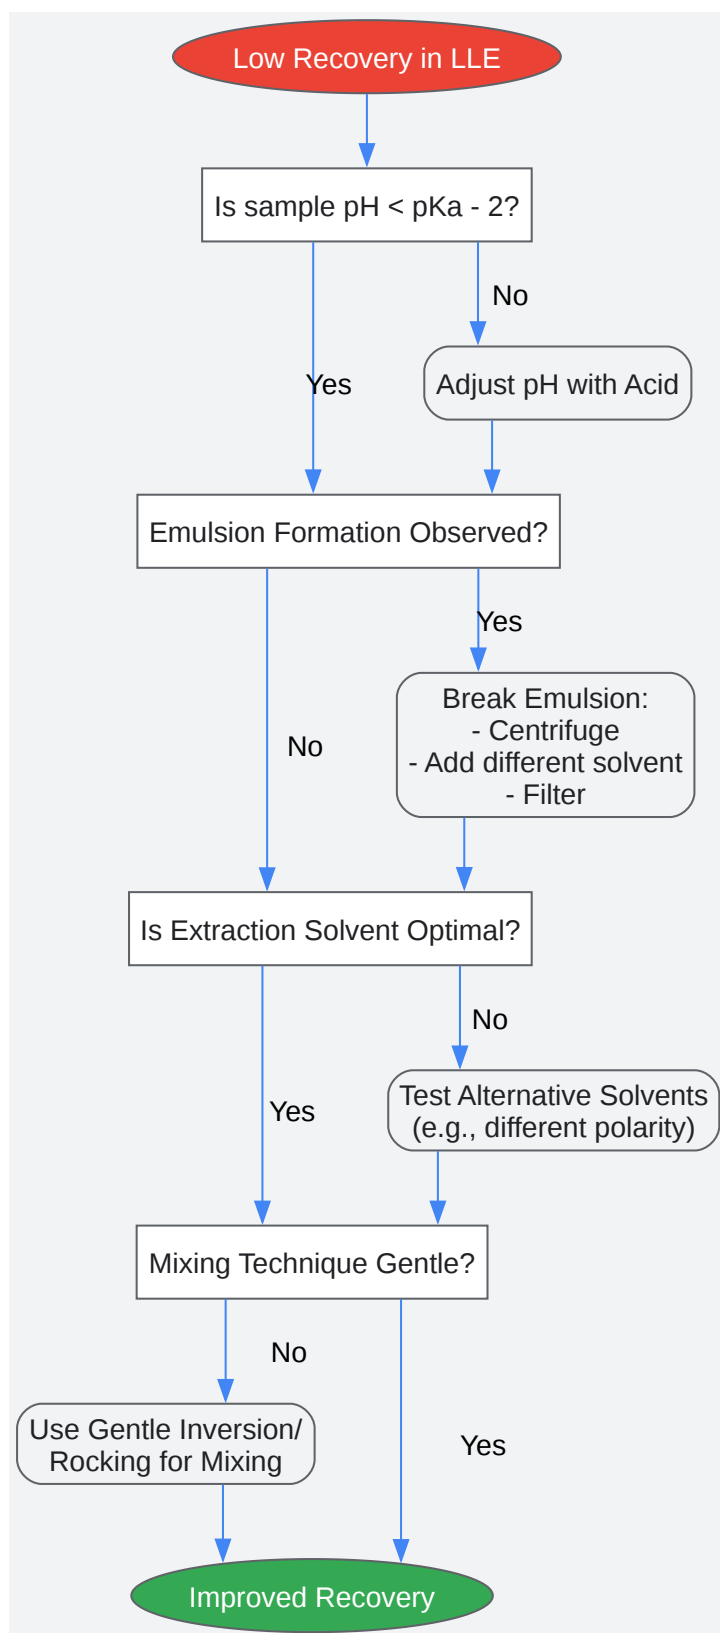 Low Recovery in LLE
Is sample pH < pKa - 2?
No
Yes
Adjust pH with Acid
Emulsion Formation Observed?
Yes
Break Emulsion:
- Centrifuge
- Add different solvent
- Filter
No
Is Extraction Solvent Optimal?
No
Test Alternative Solvents
(e.g., different polarity)
Yes
Mixing Technique Gentle?
No
Use Gentle Inversion/
Rocking for Mixing
Yes
Improved Recovery